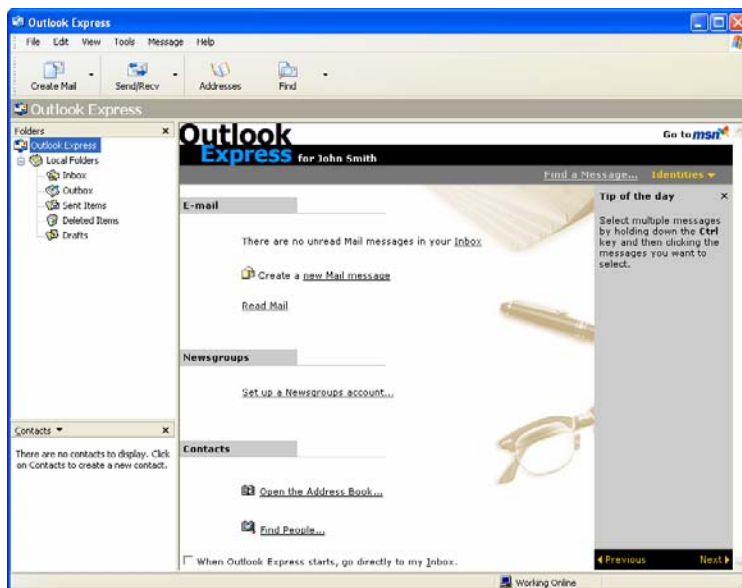 Outlook Express
File Edit View Tools Message Help
Create Mail Send/Recv Addresses Find
Outlook Express
Folders x
Outlook Express
Local Folders
Inbox
Outbox
Sent Items
Deleted Items
Drafts
Contacts x
There are no contacts to display. Click
on Contacts to create a new contact.
Go to msn
Outlook
Express for John Smith
Find a Message... Identities
E-mail
There are no unread Mail messages in your Inbox
Create a new Mail message
Read Mail
Newsgroups
Set up a Newsgroups account...
Contacts
Open the Address Book...
Find People...
When Outlook Express starts, go directly to my Inbox.
Tip of the day x
Select multiple messages
by holding down the Ctrl
key and then clicking the
messages you want to
select.
Previous Next
Working Online